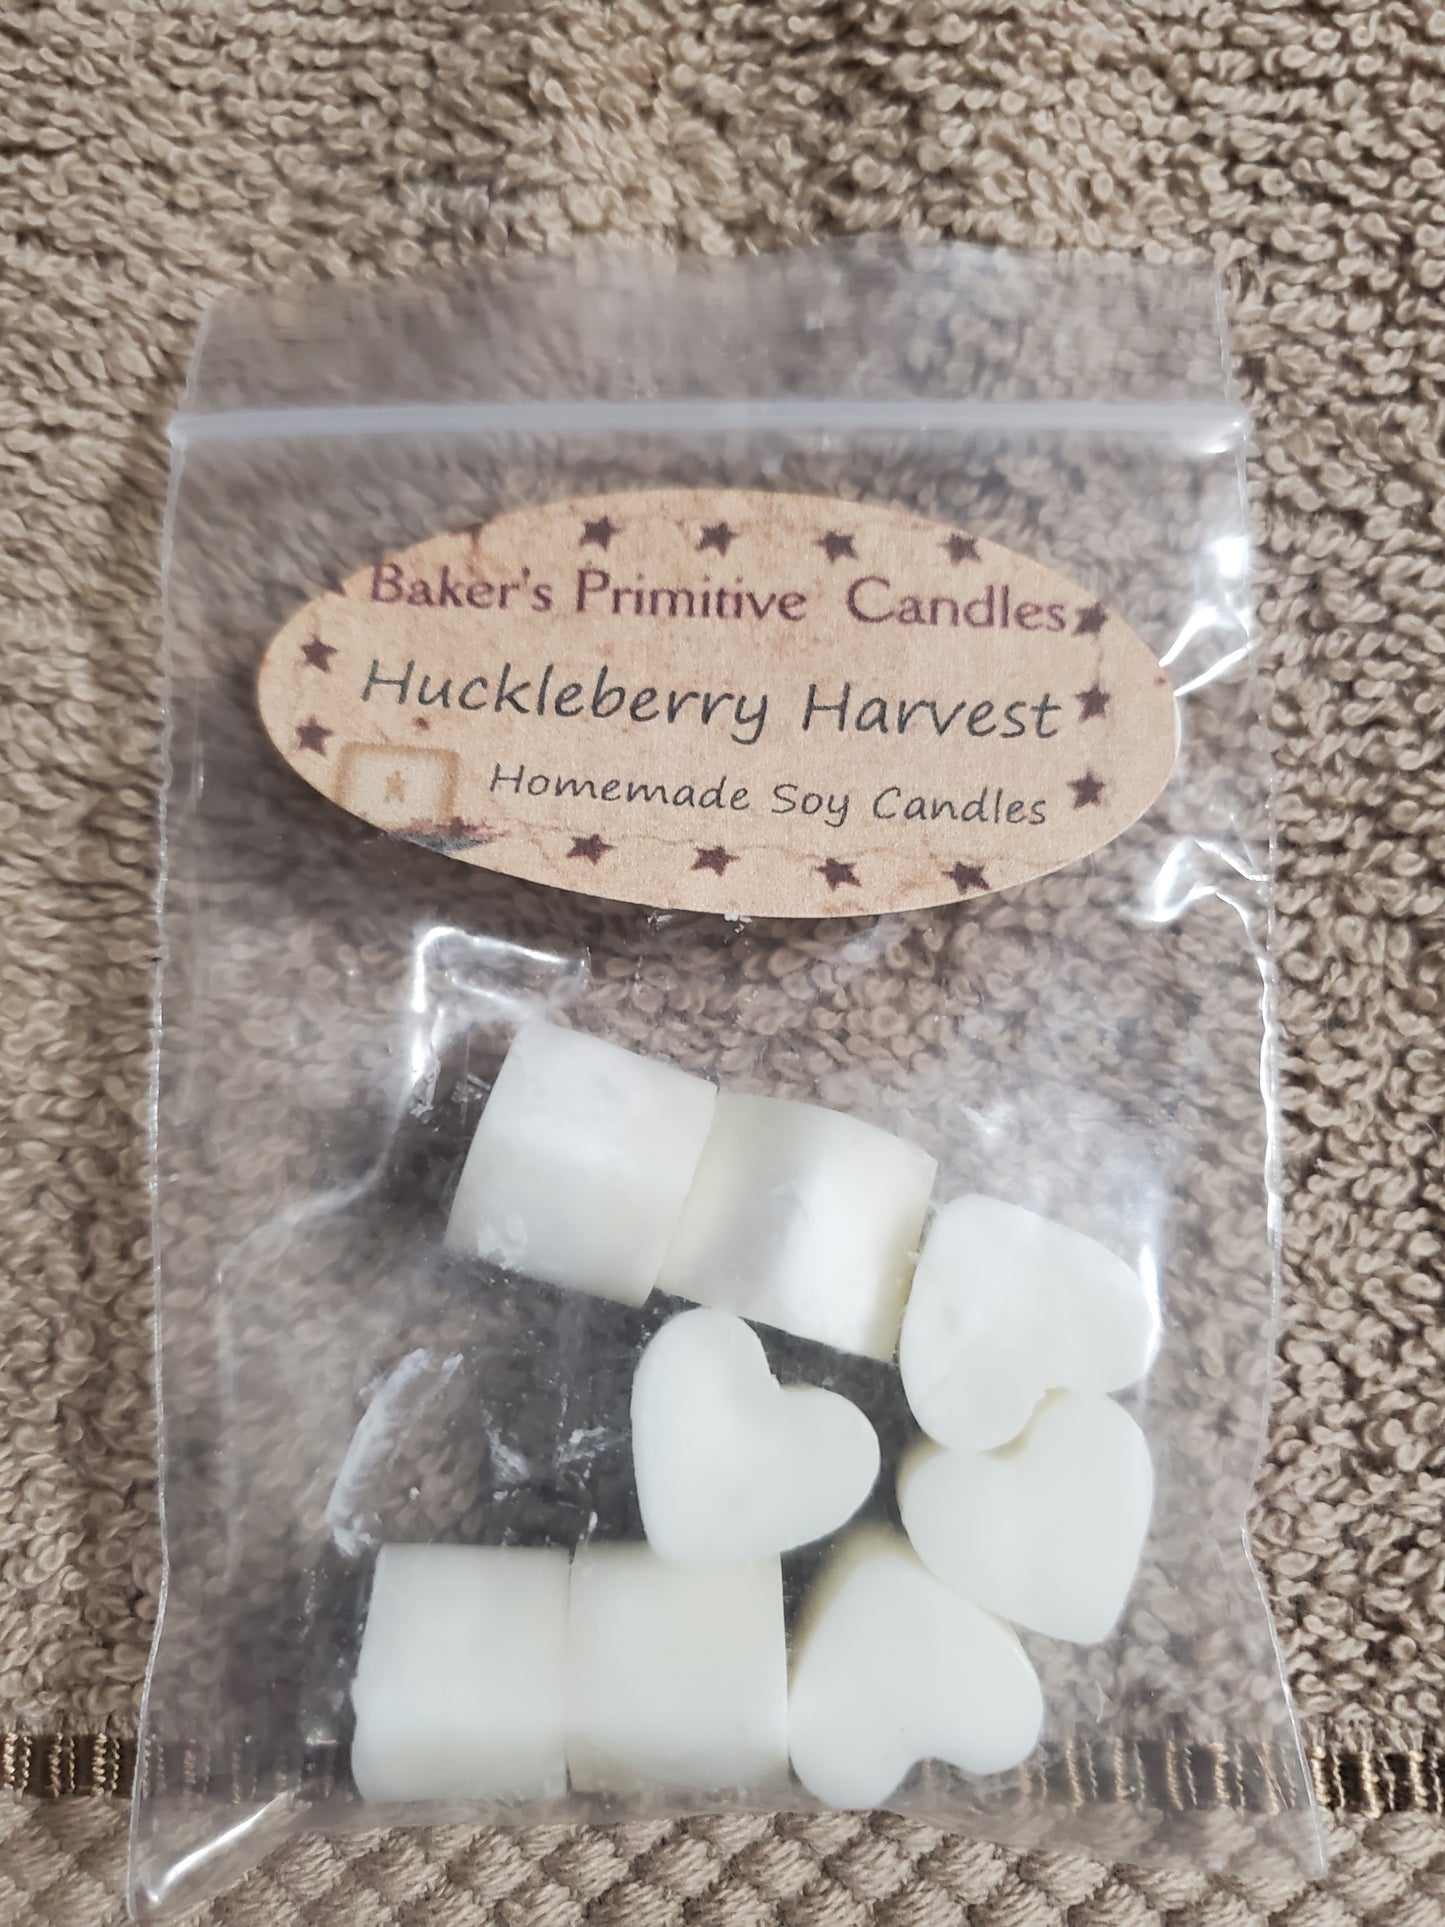 Baker's Primitive Candles
Huckleberry Harvest
Homemade Soy Candles